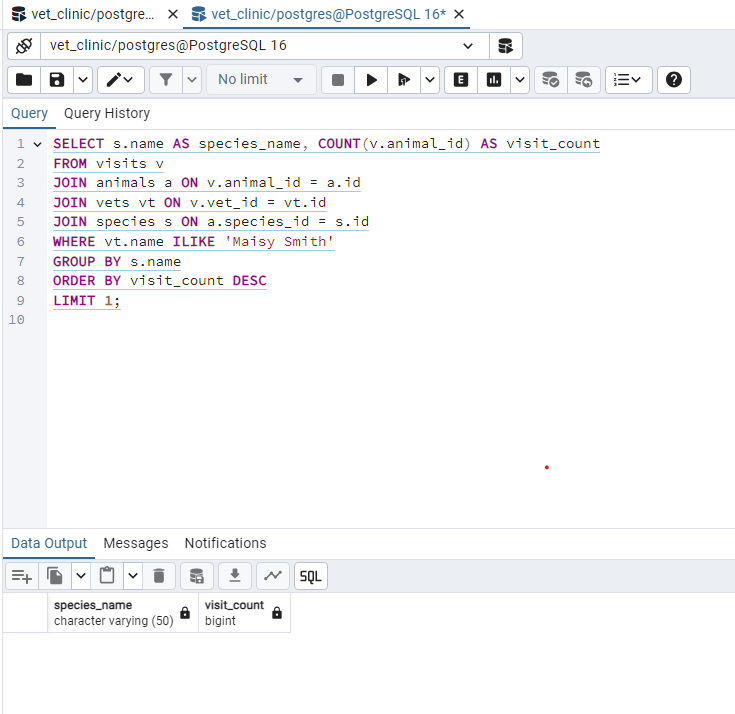 vet_clinic/postgre...
vet_clinic/postgres@PostgreSQL 16*
vet_clinic/postgres@PostgreSQL 16
No limit
E
Query Query History
1 SELECT s.name AS species_name, COUNT(v.animal_id) AS visit_count
2 FROM visits v
3 JOIN animals a ON v.animal_id = a.id
4 JOIN vets vt ON v.vet_id = vt.id
5 JOIN species s ON a.species_id = s.id
6 WHERE vt.name ILIKE 'Maisy Smith'
7 GROUP BY s.name
8 ORDER BY visit_count DESC
9 LIMIT 1;
10
Data Output Messages Notifications
SQL
species_name visit_count
character varying (50) bigint